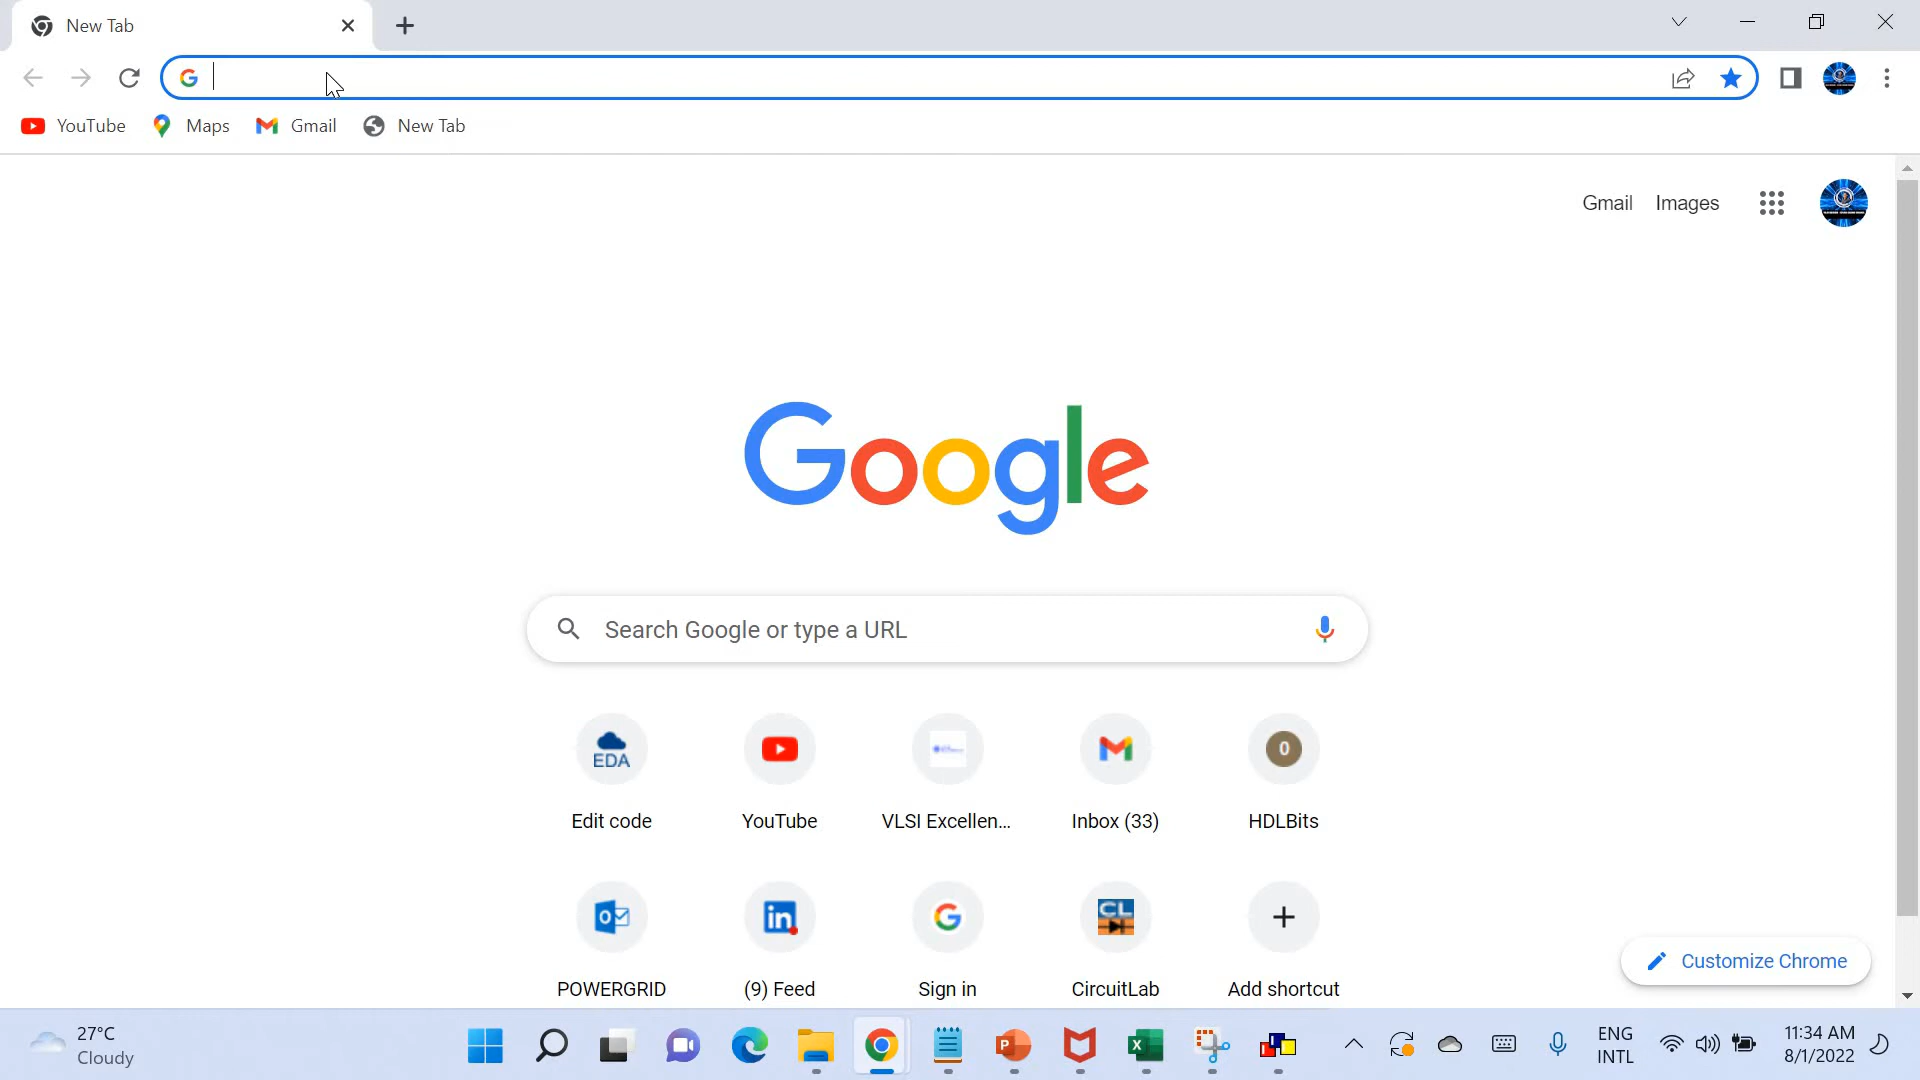 New Tab
YouTube Maps Gmail New Tab
Gmail Images
Google
Search Google or type a URL
EDA
0
Edit code YouTube VLSI Excellen... Inbox (33) HDLBits
CL
POWERGRID (9) Feed Sign in CircuitLab Add shortcut
Customize Chrome
27°C
Cloudy
ENG
INTL
11:34 AM
8/1/2022